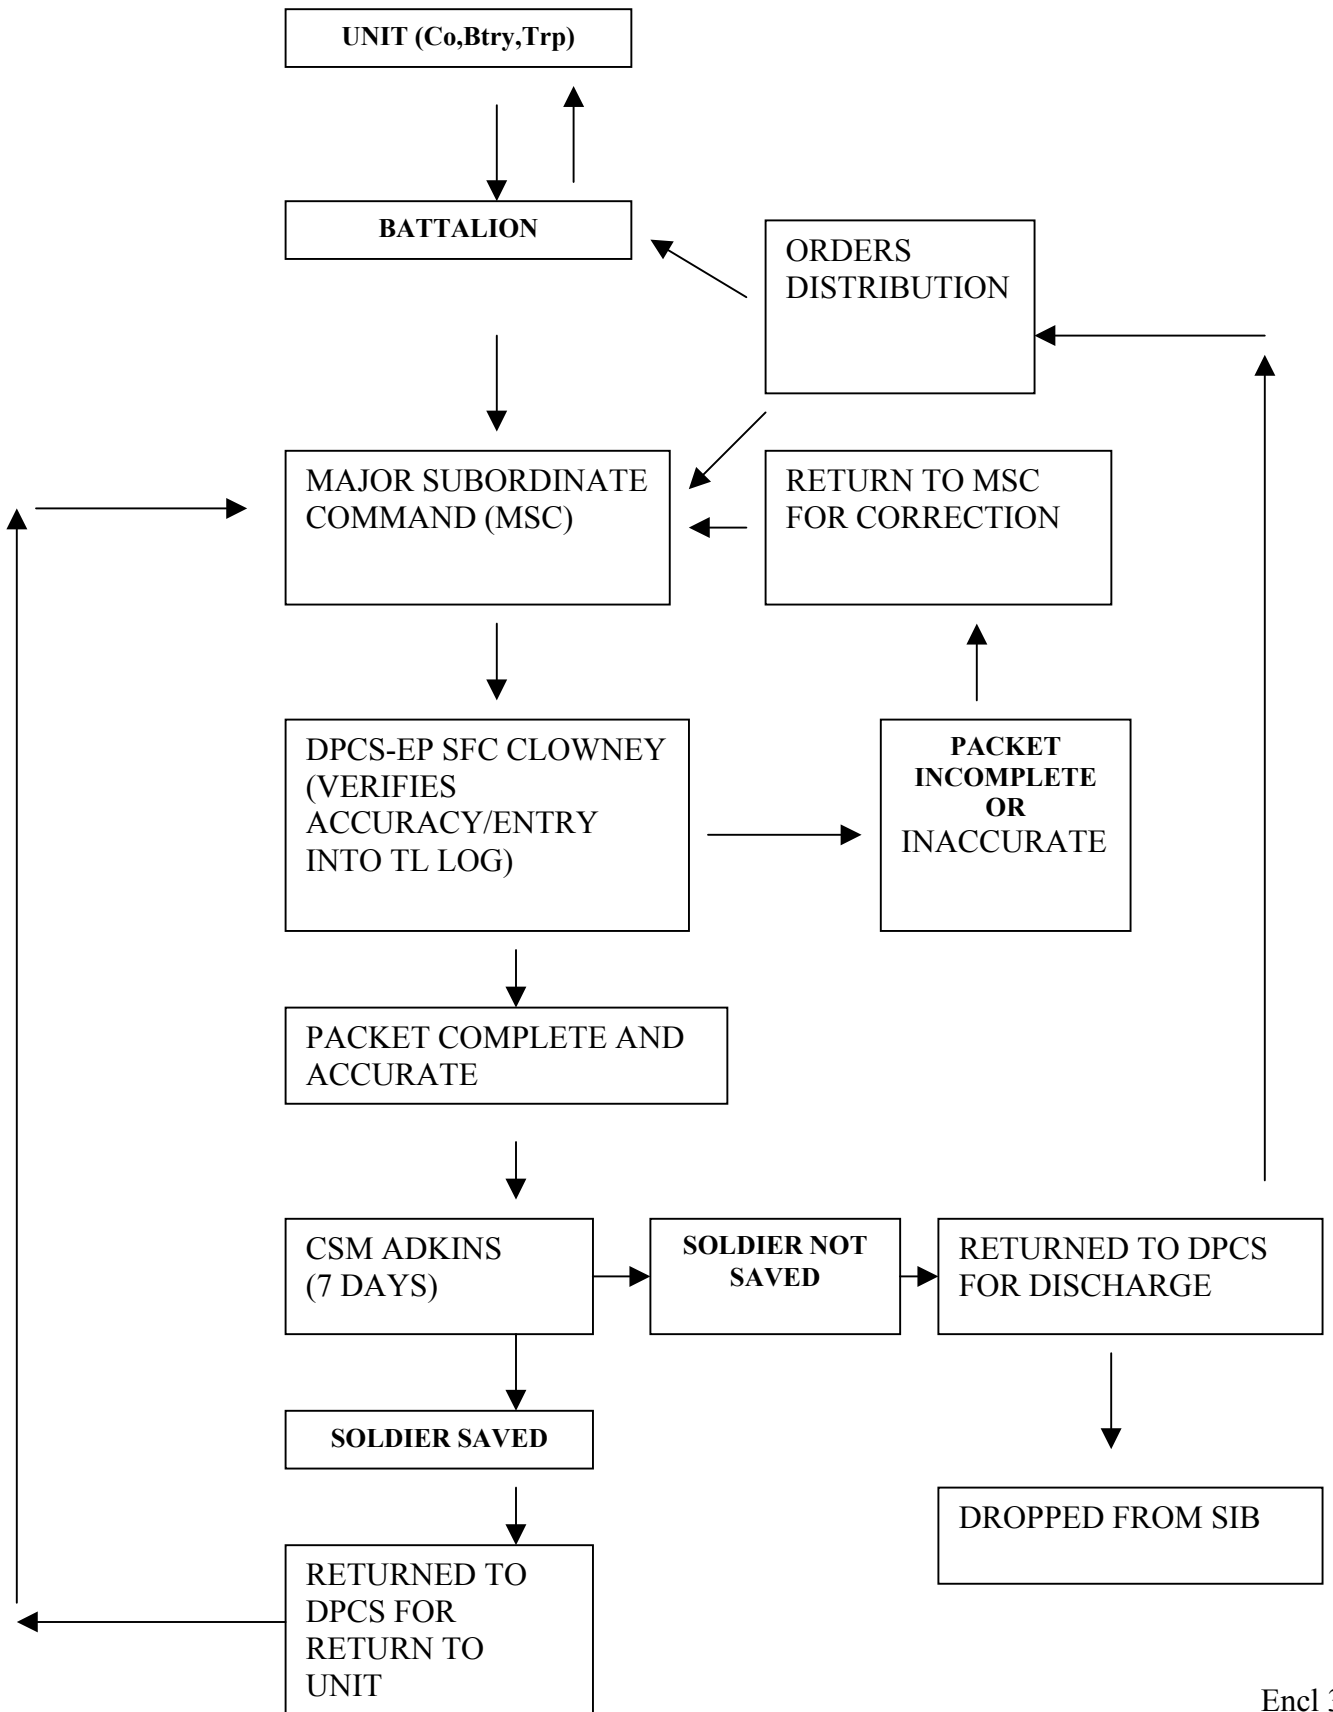 UNIT (Co,Btry,Trp)
BATTALION
ORDERS
DISTRIBUTION
MAJOR SUBORDINATE
COMMAND (MSC)
RETURN TO MSC
FOR CORRECTION
DPCS-EP SFC CLOWNEY
(VERIFIES
ACCURACY/ENTRY
INTO TL LOG)
PACKET
INCOMPLETE
OR
INACCURATE
PACKET COMPLETE AND
ACCURATE
CSM ADKINS
(7 DAYS)
SOLDIER NOT
SAVED
RETURNED TO DPCS
FOR DISCHARGE
SOLDIER SAVED
DROPPED FROM SIB
RETURNED TO
DPCS FOR
RETURN TO
UNIT
Encl 3